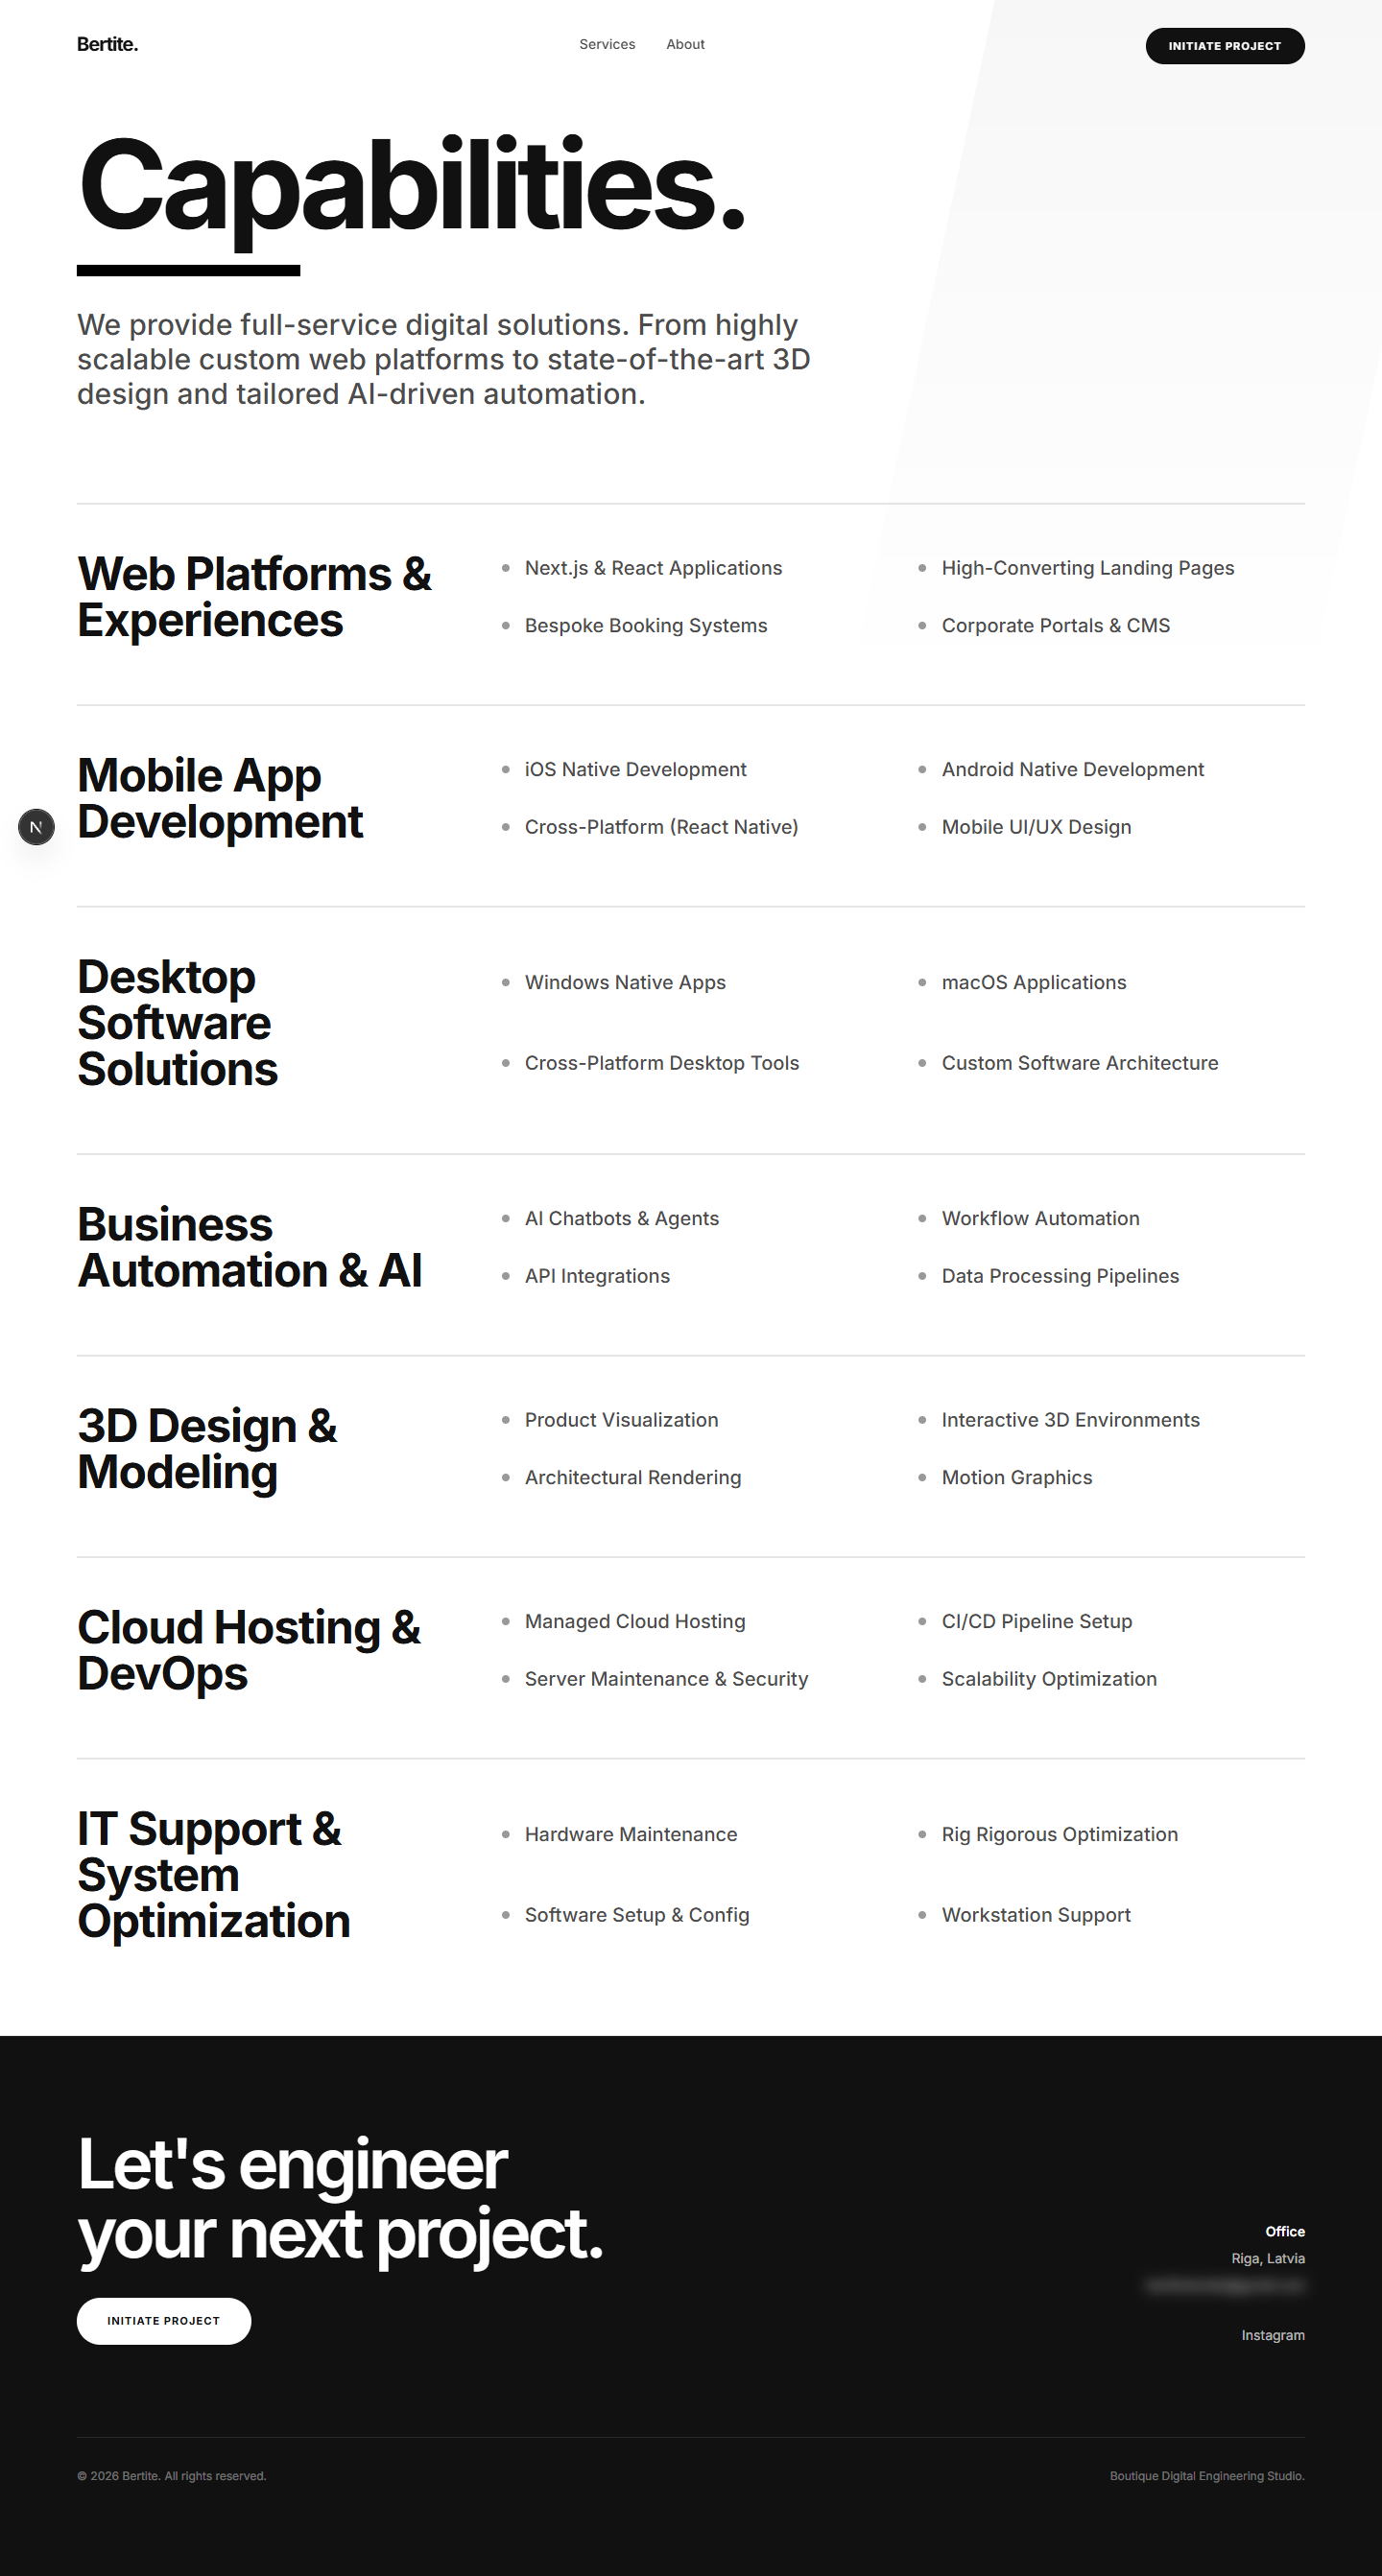 Bertite.
Services
About
INITIATE PROJECT
Capabilities.
We provide full-service digital solutions. From highly
scalable custom web platforms to state-of-the-art 3D
design and tailored AI-driven automation.
Web Platforms &
Experiences
Next.js & React Applications
High-Converting Landing Pages
Bespoke Booking Systems
Corporate Portals & CMS
Mobile App
Development
iOS Native Development
Android Native Development
Cross-Platform (React Native)
Mobile UI/UX Design
N
Desktop
Software
Solutions
Windows Native Apps
macOS Applications
Cross-Platform Desktop Tools
Custom Software Architecture
Business
Automation & AI
AI Chatbots & Agents
Workflow Automation
API Integrations
Data Processing Pipelines
3D Design &
Modeling
Product Visualization
Interactive 3D Environments
Architectural Rendering
Motion Graphics
Cloud Hosting &
DevOps
Managed Cloud Hosting
CI/CD Pipeline Setup
Server Maintenance & Security
Scalability Optimization
IT Support &
System
Optimization
Hardware Maintenance
Rig Rigorous Optimization
Software Setup & Config
Workstation Support
Let's engineer
your next project.
INITIATE PROJECT
Office
Riga, Latvia
Instagram
© 2026 Bertite. All rights reserved.
Boutique Digital Engineering Studio.